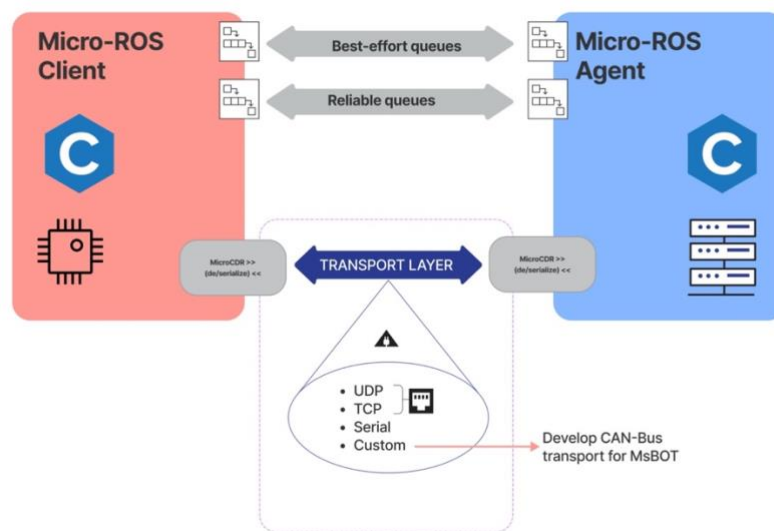 Micro-ROS
Client
Best-effort queues
Reliable queues
Micro-ROS
Agent
C
C
MicroCDR >>
(de/serialize) <<
TRANSPORT LAYER
MicroCDR >>
(de/serialize) <<
• UDP
• TCP
• Serial
• Custom
Develop CAN-Bus
transport for MsBOT